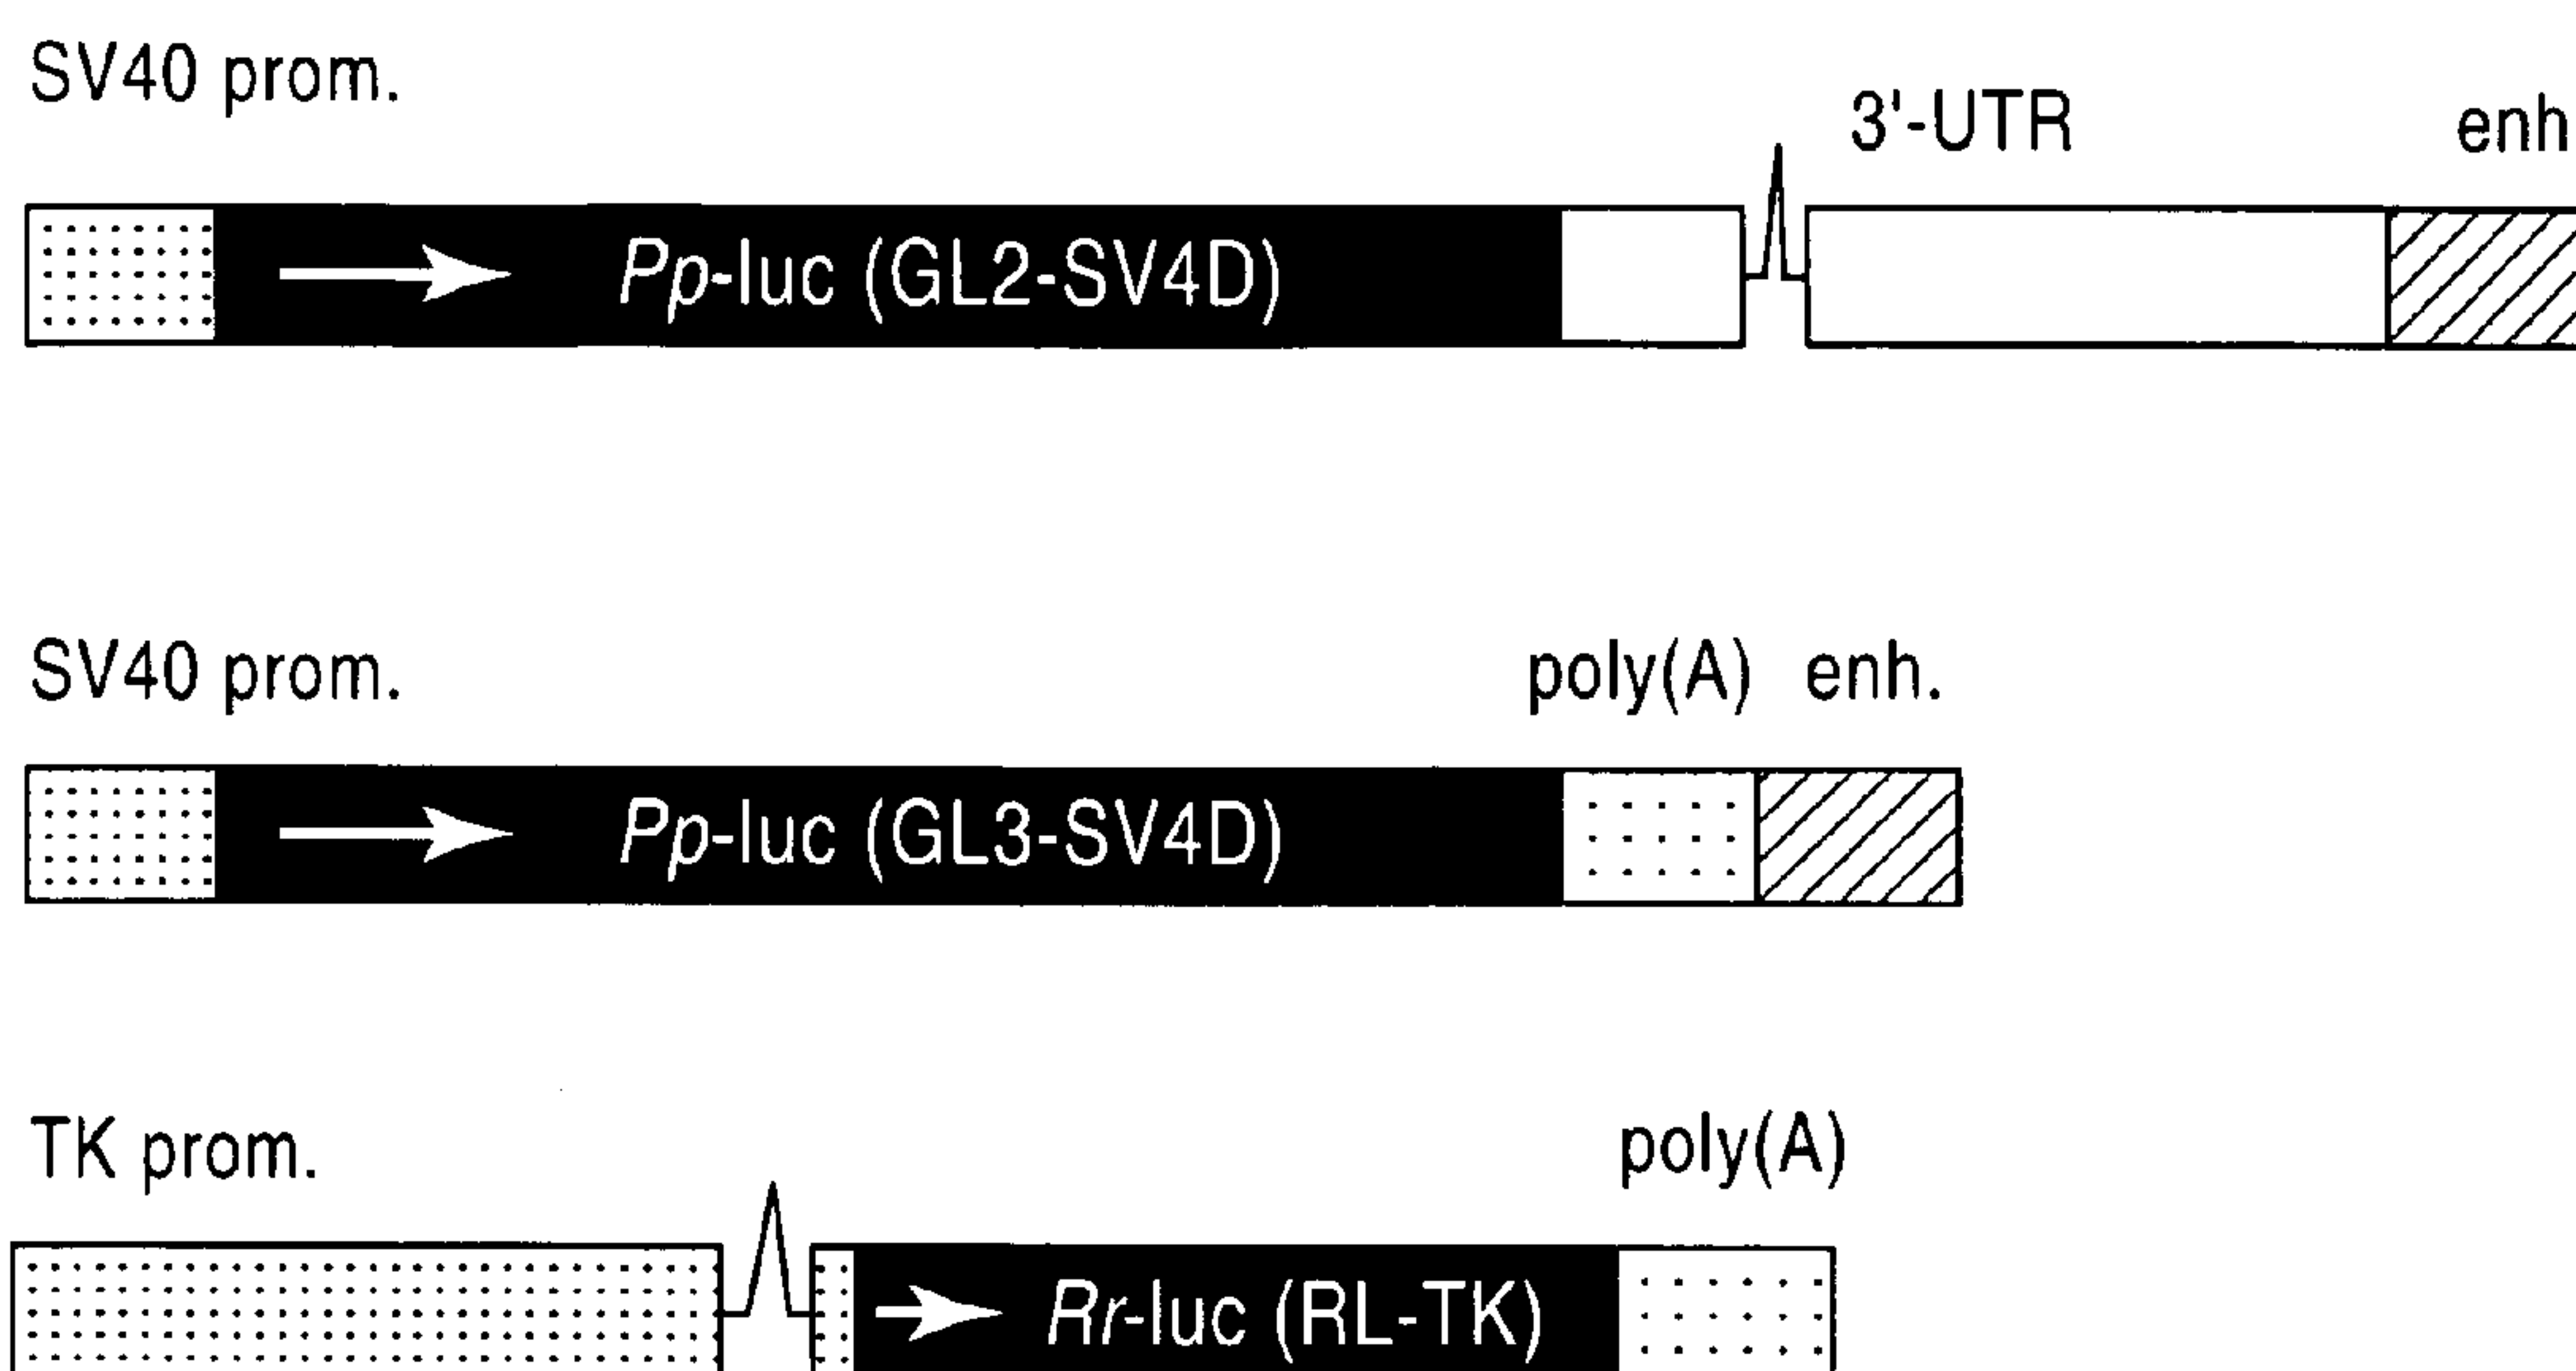 SV40 prom.
3'-UTR
enh
Pp-luc (GL2-SV4D)
SV40 prom.
poly(A) enh.
Pp-luc (GL3-SV4D)
TK prom.
poly(A)
Rr-luc (RL-TK)